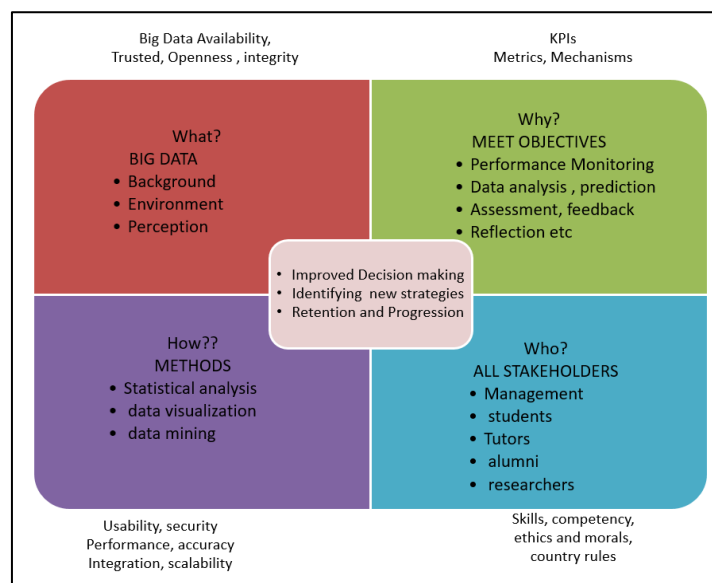 Big Data Availability,
Trusted, Openness , integrity
KPIs
Metrics, Mechanisms
What?
BIG DATA
• Background
• Environment
• Perception
Why?
MEET OBJECTIVES
• Performance Monitoring
• Data analysis , prediction
• Assessment, feedback
• Reflection etc
• Improved Decision making
• Identifying new strategies
• Retention and Progression
How??
METHODS
• Statistical analysis
• data visualization
• data mining
Who?
ALL STAKEHOLDERS
• Management
• students
• Tutors
• alumni
• researchers
Usability, security
Performance, accuracy
Integration, scalability
Skills, competency,
ethics and morals,
country rules